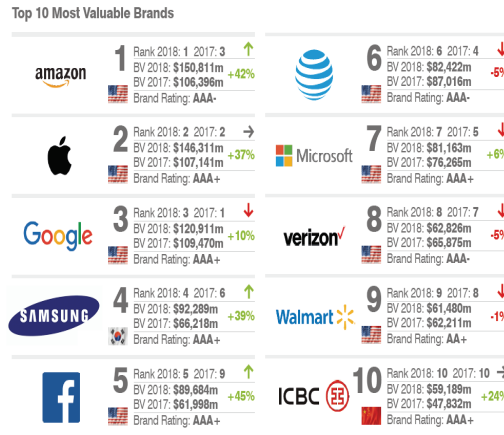 Top 10 Most Valuable Brands
amazon
1
Rank 2018: 1 2017: 3
BV 2018: $150,811m
BV 2017: $106,396m
+42%
Brand Rating: AAA-
2
Rank 2018: 2 2017: 2
BV 2018: $146,311m
BV 2017: $107,141m
+37%
Brand Rating: AAA+
Google
3
Rank 2018: 3 2017: 1
BV 2018: $120,911m
BV 2017: $109,470m
+10%
Brand Rating: AAA+
SAMSUNG
4
Rank 2018: 4 2017: 6
BV 2018: $92,289m
BV 2017: $66,218m
+39%
Brand Rating: AAA+
f
5
Rank 2018: 5 2017: 9
BV 2018: $89,684m
BV 2017: $61,998m
+45%
Brand Rating: AAA+
6
Rank 2018: 6 2017: 4
BV 2018: $82,422m
BV 2017: $87,016m
-5%
Brand Rating: AAA-
Microsoft
7
Rank 2018: 7 2017: 5
BV 2018: $81,163m
BV 2017: $76,265m
+6%
Brand Rating: AAA+
verizon
8
Rank 2018: 8 2017: 7
BV 2018: $62,826m
BV 2017: $65,875m
-5%
Brand Rating: AAA-
Walmart
9
Rank 2018: 9 2017: 8
BV 2018: $61,480m
BV 2017: $62,211m
-1%
Brand Rating: AA+
ICBC
10
Rank 2018: 10 2017: 10
BV 2018: $59,189m
BV 2017: $47,832m
+24%
Brand Rating: AAA+